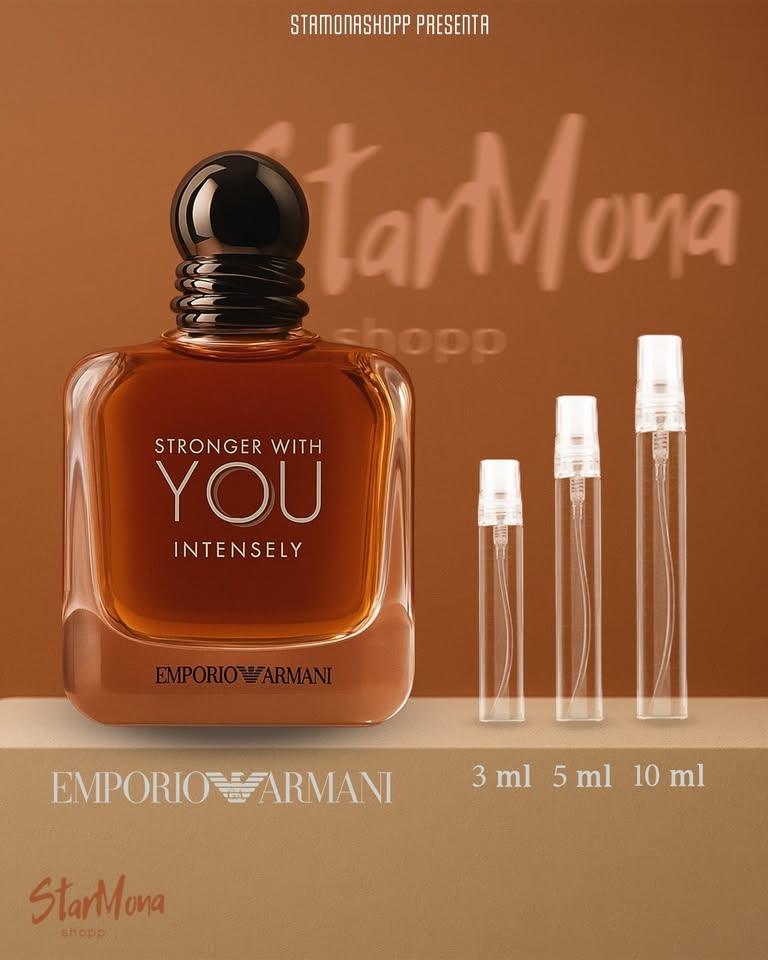 STAMONASHOPP PRESENTA
StarMona
shopp
STRONGER WITH
YOU
INTENSELY
EMPORIO ARMANI
EMPORIO ARMANI
3 ml 5 ml 10 ml
StarMona
shopp